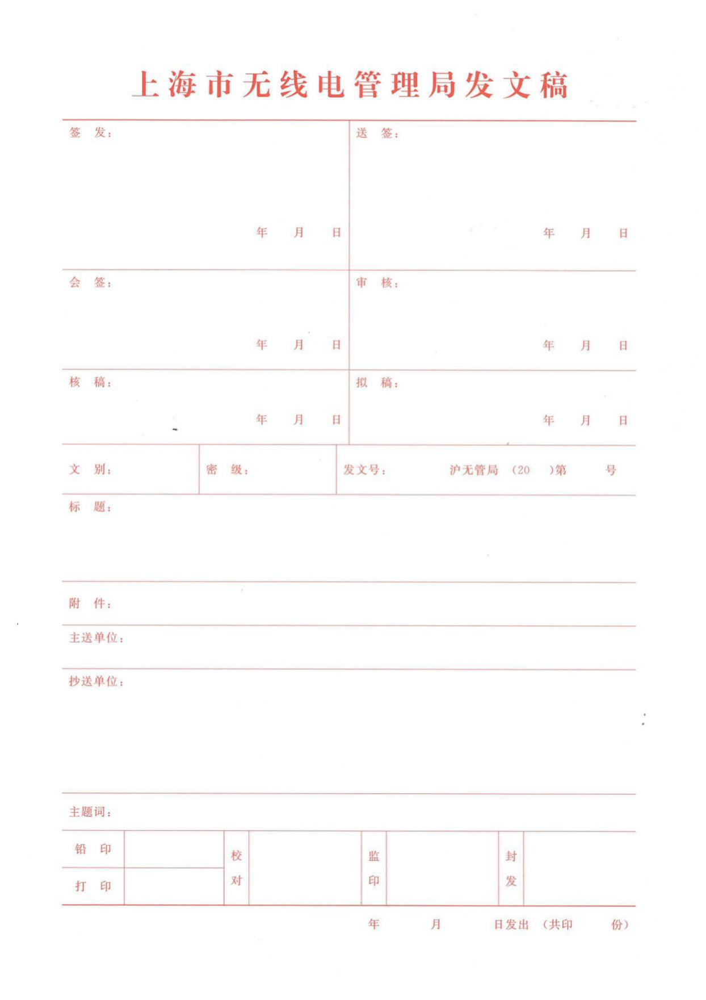 上海市无线电管理局发文稿
签 发： 送 签：
年 月 日 年 月 日
会 签： 审 核：
年 月 日 年 月 日
核 稿： 拟 稿：
年 月 日 年 月 日
文 别： 密 级： 发文号： 沪无管局 （20 ）第 号
标 题：
附 件：
主送单位：
抄送单位：
主题词：
铅 印 校对 监印 封发
打 印
年 月 日发出 （共印 份）